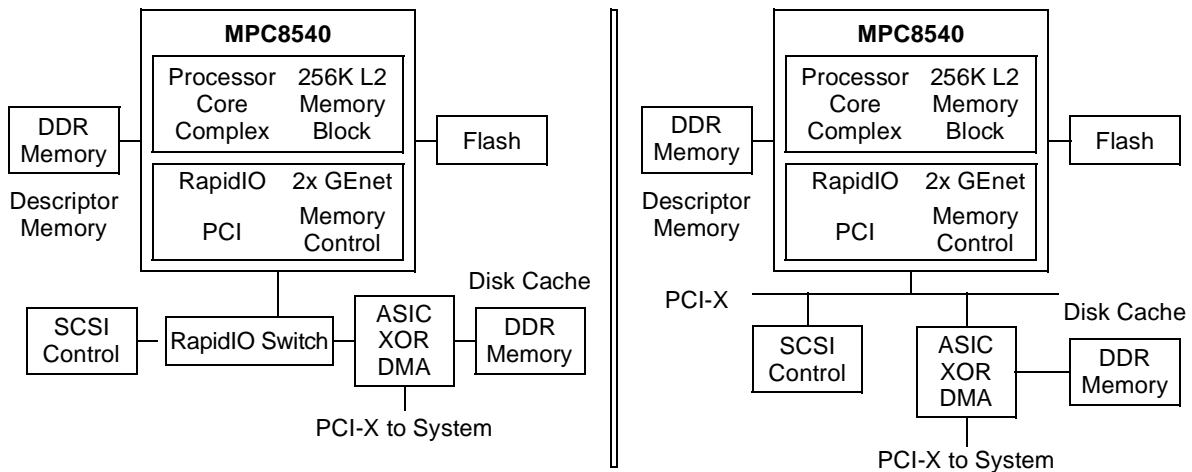 MPC8540
Processor
Core
Complex
256K L2
Memory
Block
DDR
Memory
Flash
Descriptor
Memory
RapidIO
2x GEnet
PCI
Memory
Control
Disk Cache
SCSI
Control
RapidIO Switch
ASIC
XOR
DMA
DDR
Memory
PCI-X to System
MPC8540
Processor
Core
Complex
256K L2
Memory
Block
DDR
Memory
Flash
Descriptor
Memory
RapidIO
2x GEnet
PCI
Memory
Control
PCI-X
Disk Cache
SCSI
Control
ASIC
XOR
DMA
DDR
Memory
PCI-X to System